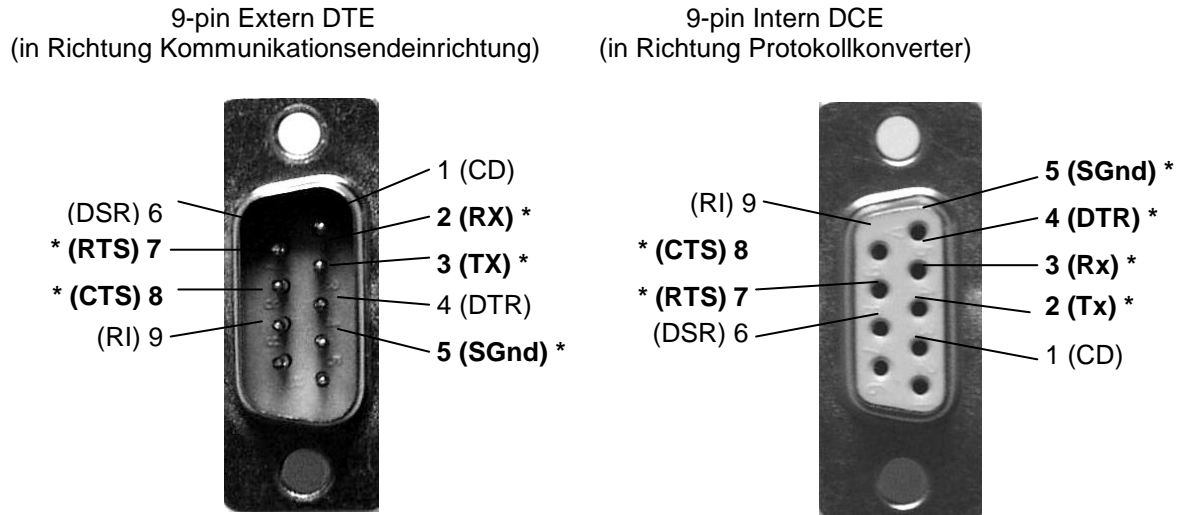 9-pin Extern DTE
(in Richtung Kommunikationsendeinrichtung)
1 (CD)
(DSR) 6
2 (RX) *
* (RTS) 7
3 (TX) *
* (CTS) 8
4 (DTR)
(RI) 9
5 (SGnd) *
9-pin Intern DCE
(in Richtung Protokollkonverter)
5 (SGnd) *
(RI) 9
4 (DTR) *
* (CTS) 8
3 (Rx) *
* (RTS) 7
2 (Tx) *
(DSR) 6
1 (CD)